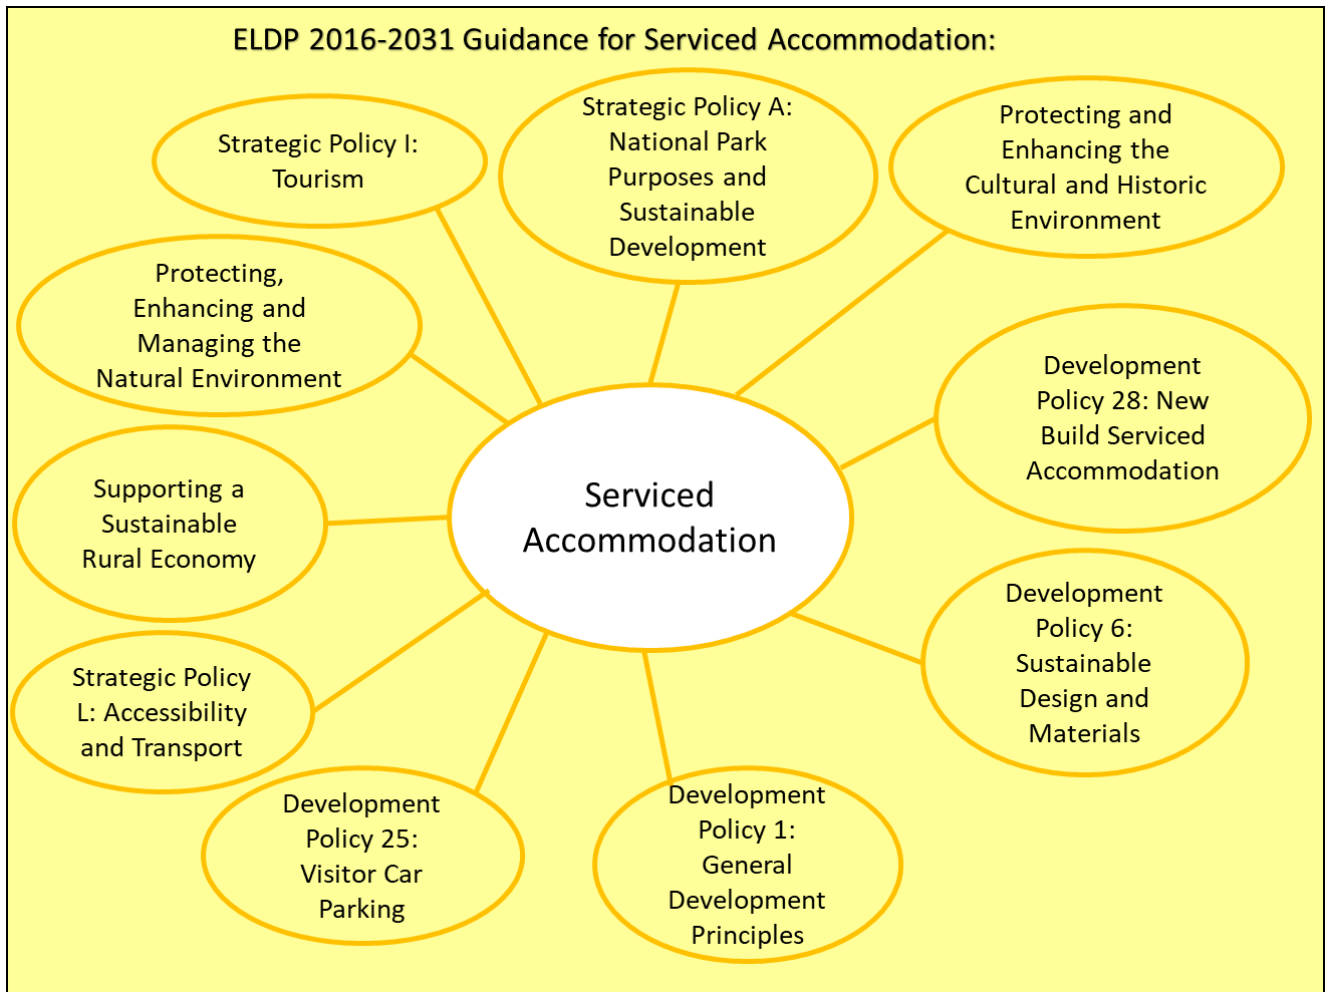 ELDP 2016-2031 Guidance for Serviced Accommodation:
Strategic Policy I:
Tourism
Strategic Policy A:
National Park
Purposes and
Sustainable
Development
Protecting and
Enhancing the
Cultural and Historic
Environment
Protecting,
Enhancing and
Managing the
Natural Environment
Development
Policy 28: New
Build Serviced
Accommodation
Supporting a
Sustainable
Rural Economy
Serviced
Accommodation
Development
Policy 6:
Sustainable
Design and
Materials
Strategic Policy
L: Accessibility
and Transport
Development
Policy 25:
Visitor Car
Parking
Development
Policy 1:
General
Development
Principles